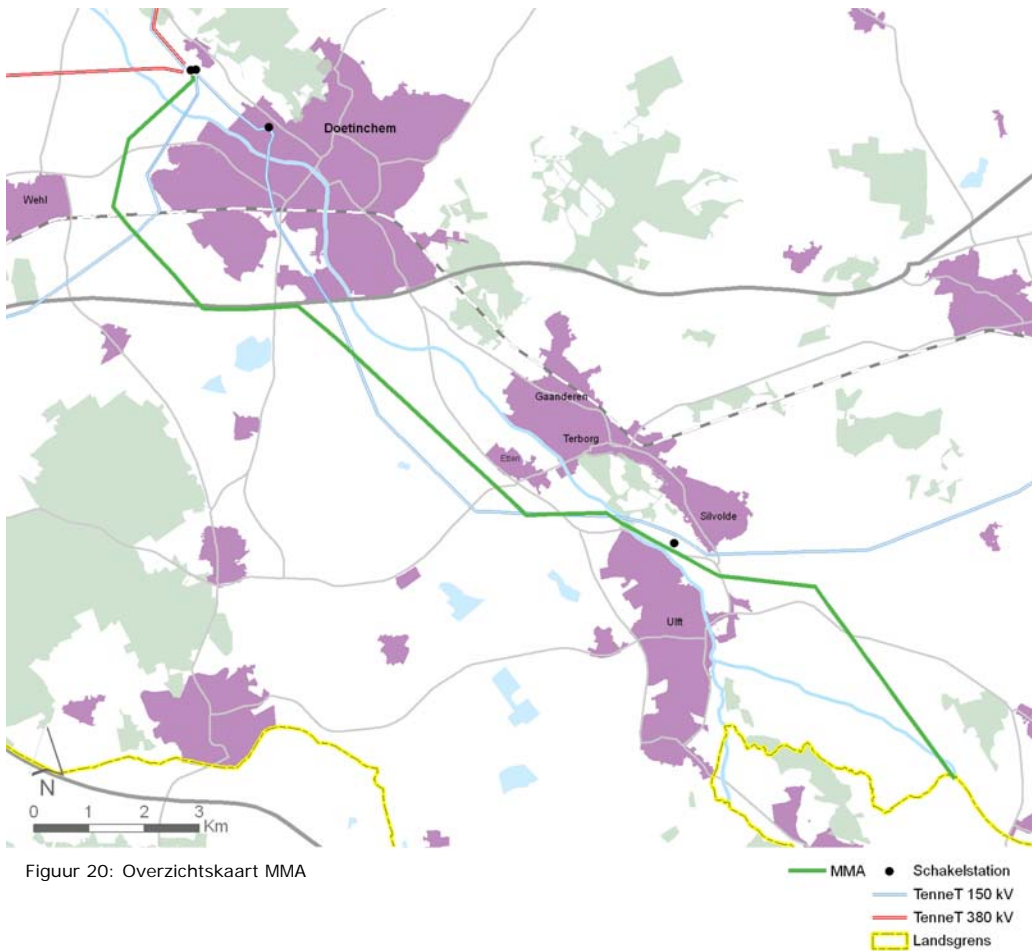 Doetinchem
Wehl
Gaanderen
Terborg
Etten
Silvolde
Ulft
N
0 1 2 3
Km
Figuur 20: Overzichtskaart MMA
MMA
Schakelstation
TenneT 150 kV
TenneT 380 kV
Landsgrens